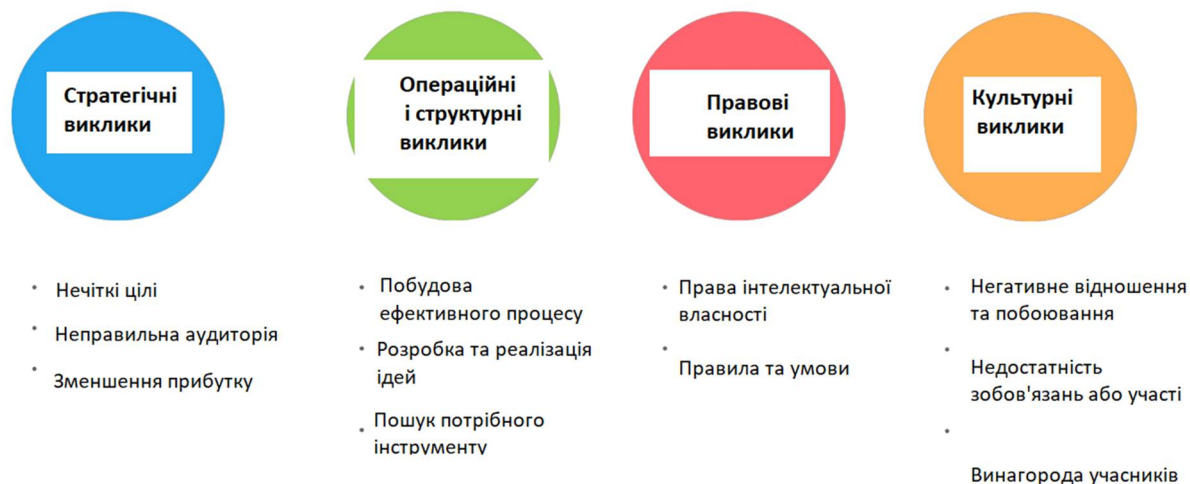 Стратегічні
виклики
Операційні
і структурні
виклики
Правові
виклики
Культурні
виклики
• Нечіткі цілі
• Неправильна аудиторія
• Зменшення прибутку
• Побудова
ефективного процесу
• Розробка та реалізація
ідей
• Пошук потрібного
інструменту
• Права інтелектуальної
власності
• Правила та умови
• Негативне відношення
та побоювання
• Недостатність
зобов'язань або участі
• Винагорода учасників